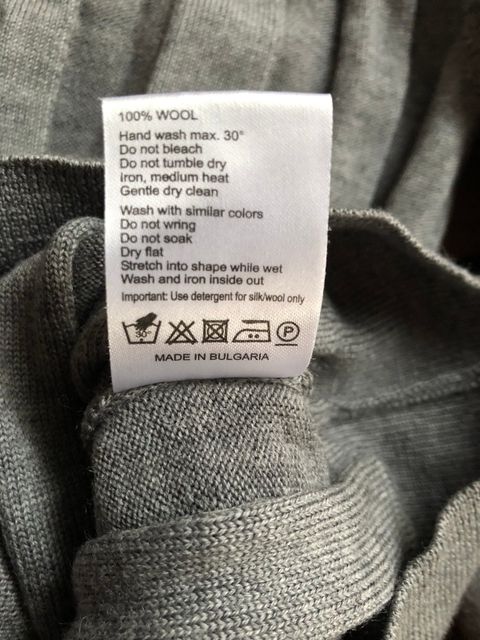 100% WOOL
Hand wash max. 30°
Do not bleach
Do not tumble dry
Iron, medium heat
Gentle dry clean
Wash with similar colors
Do not wring
Do not soak
Dry flat
Stretch into shape while wet
Wash and iron inside out
Important: Use detergent for silk/wool only
30° P
MADE IN BULGARIA